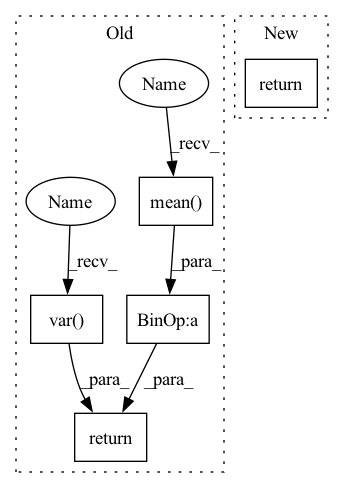 Old
New
Name
return
_recv_
Name
mean()
_recv_
_para_
var()
BinOp:a
_para_
_para_
return